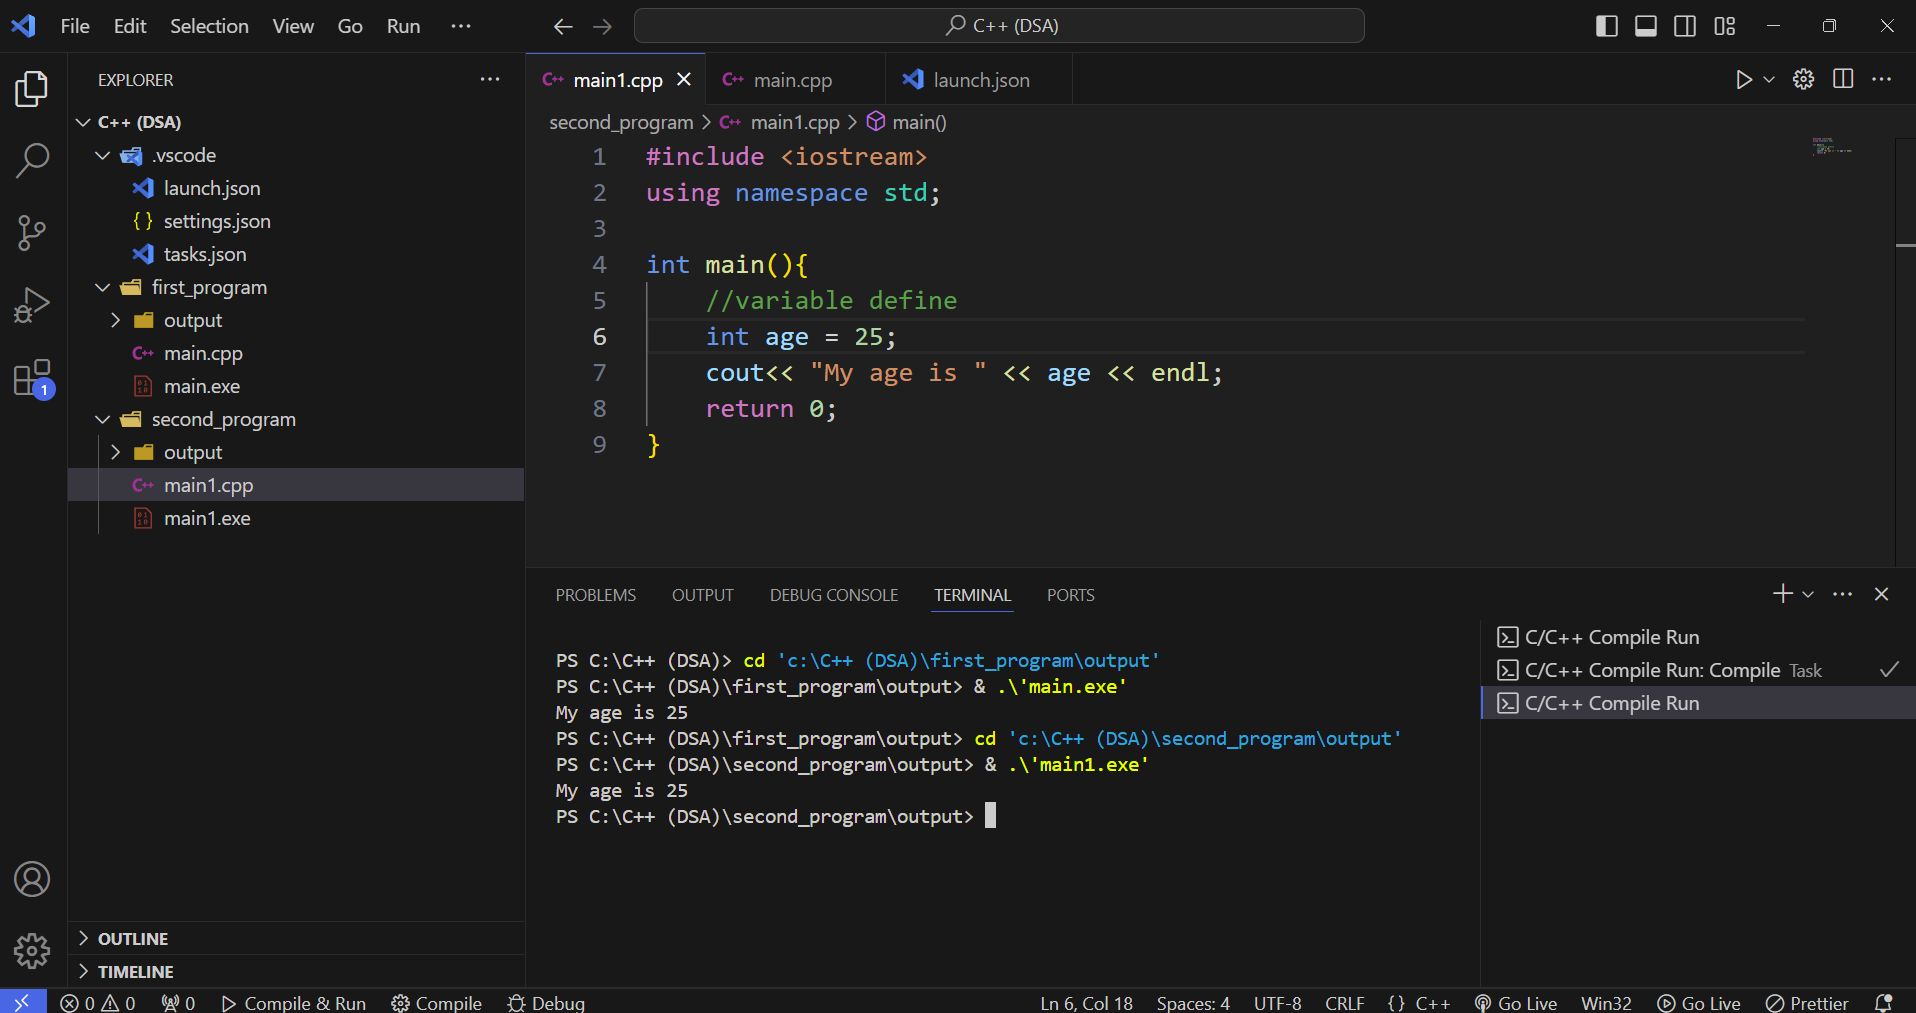 File Edit Selection View Go Run ··· C++ (DSA)
EXPLORER ···
C++ (DSA)
.vscode
launch.json
{ } settings.json
tasks.json
first_program
output
C++ main.cpp
main.exe
second_program
output
C++ main1.cpp
main1.exe
1
OUTLINE
TIMELINE
C++ main1.cpp C++ main.cpp launch.json
second_program > C++ main1.cpp > main()
1 #include <iostream>
2 using namespace std;
3
4 int main(){
5 //variable define
6 int age = 25;
7 cout<< "My age is " << age << endl;
8 return 0;
9 }
PROBLEMS OUTPUT DEBUG CONSOLE TERMINAL PORTS
PS C:\C++ (DSA)> cd 'c:\C++ (DSA)\first_program\output'
PS C:\C++ (DSA)\first_program\output> & .\'main.exe'
My age is 25
PS C:\C++ (DSA)\first_program\output> cd 'c:\C++ (DSA)\second_program\output'
PS C:\C++ (DSA)\second_program\output> & .\'main1.exe'
My age is 25
PS C:\C++ (DSA)\second_program\output>
C/C++ Compile Run
C/C++ Compile Run: Compile Task
C/C++ Compile Run
0 0 0 Compile & Run Compile Debug Ln 6, Col 18 Spaces: 4 UTF-8 CRLF { } C++ Go Live Win32 Go Live Prettier